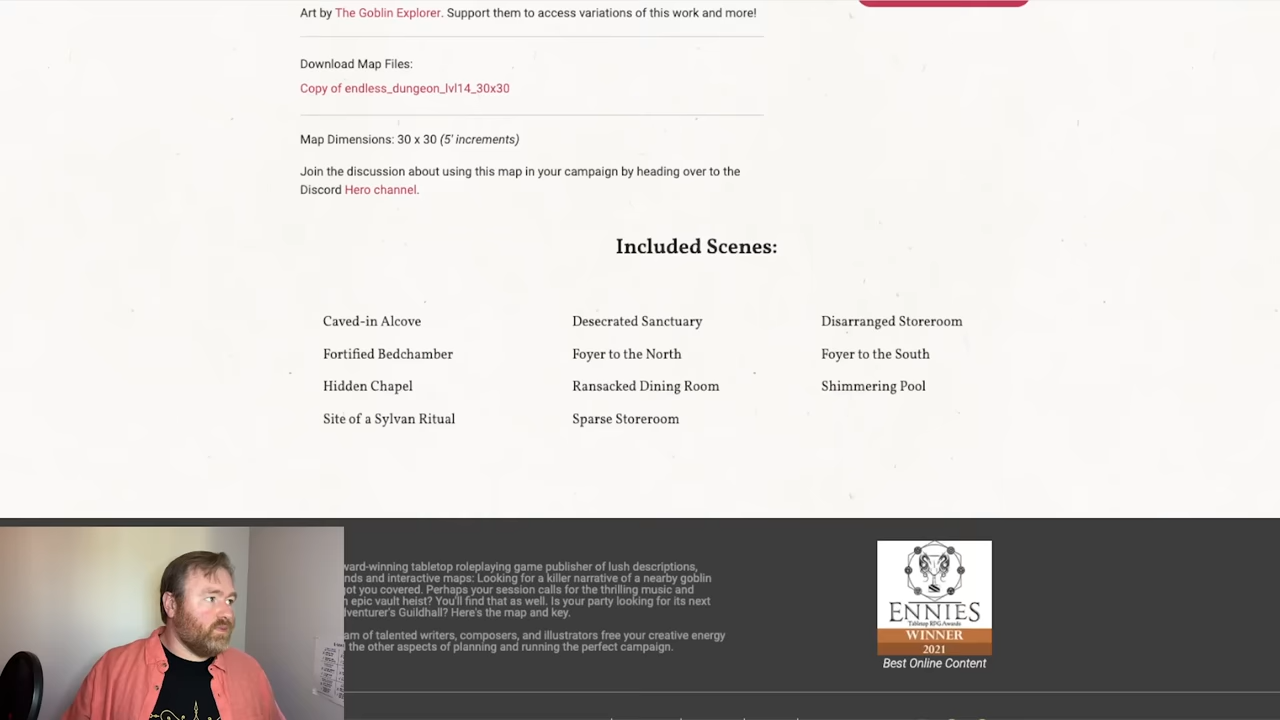 Art by The Goblin Explorer. Support them to access variations of this work and more!
Download Map Files:
Copy of endless_dungeon_lvl14_30x30
Map Dimensions: 30 x 30 (5' increments)
Join the discussion about using this map in your campaign by heading over to the
Discord Hero channel.
Included Scenes:
Caved-in Alcove
Desecrated Sanctuary
Disarranged Storeroom
Fortified Bedchamber
Foyer to the North
Foyer to the South
Hidden Chapel
Ransacked Dining Room
Shimmering Pool
Site of a Sylvan Ritual
Sparse Storeroom
ward-winning tabletop roleplaying game publisher of lush descriptions,
nds and interactive maps: Looking for a killer narrative of a nearby goblin
got you covered. Perhaps your session calls for the thrilling music and
epic vault heist? You'll find that as well. Is your party looking for its next
lventurer's Guildhall? Here's the map and key.
am of talented writers, composers, and illustrators free your creative energy
the other aspects of planning and running the perfect campaign.
ENNIES
Tabletop RPG Awards
WINNER
2021
Best Online Content